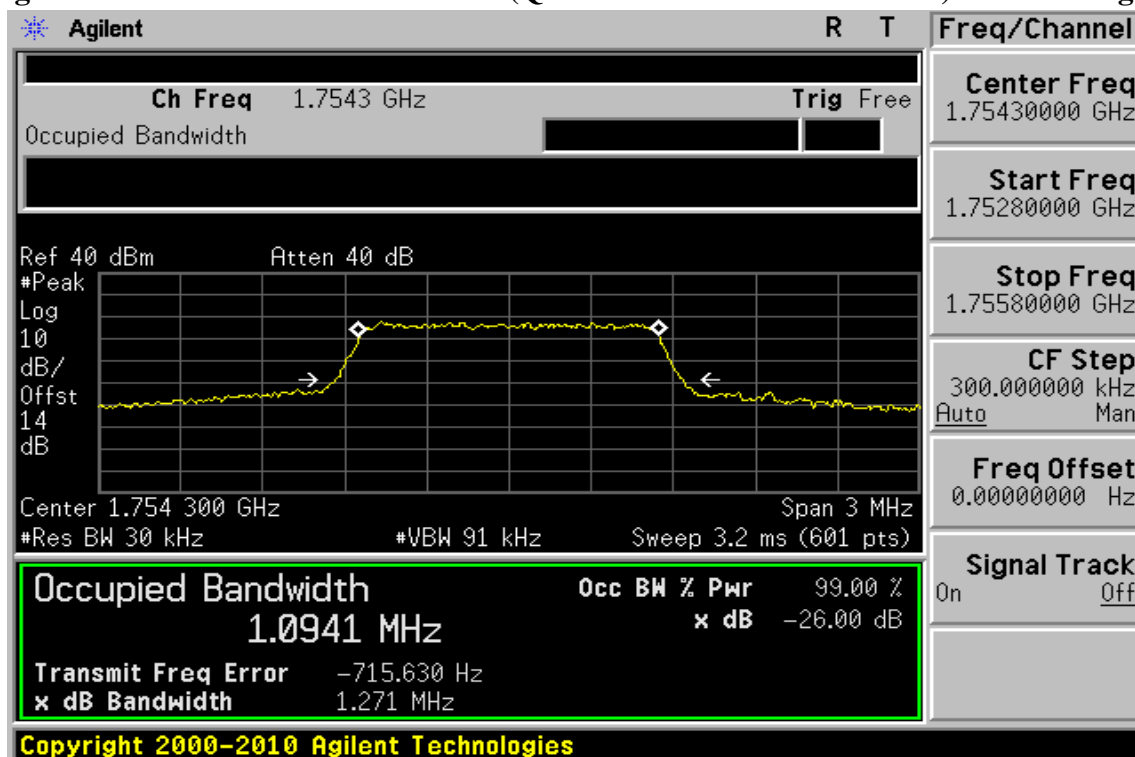 Agilent R T Freq/Channel
Ch Freq 1.7543 GHz Trig Free
Occupied Bandwidth
Center Freq
1.75430000 GHz
Start Freq
1.75280000 GHz
Stop Freq
1.75580000 GHz
CF Step
300.000000 kHz
Auto Man
Freq Offset
0.00000000 Hz
Signal Track
On Off
Ref 40 dBm Atten 40 dB
#Peak
Log
10
dB/
Offst
14
dB
Center 1.754 300 GHz Span 3 MHz
#Res BW 30 kHz #VBW 91 kHz Sweep 3.2 ms (601 pts)
Occupied Bandwidth Occ BW % Pwr 99.00 %
1.0941 MHz x dB -26.00 dB
Transmit Freq Error -715.630 Hz
x dB Bandwidth 1.271 MHz
Copyright 2000-2010 Agilent Technologies